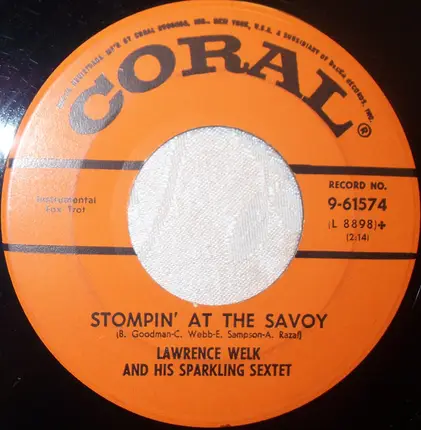 CORAL®
RECORD NO.
9-61574
(L 8898)+
(2:14)
Instrumental
Fox Trot
STOMPIN' AT THE SAVOY
(B. Goodman-C. Webb-E. Sampson-A. Razaf)
LAWRENCE WELK
AND HIS SPARKLING SEXTET